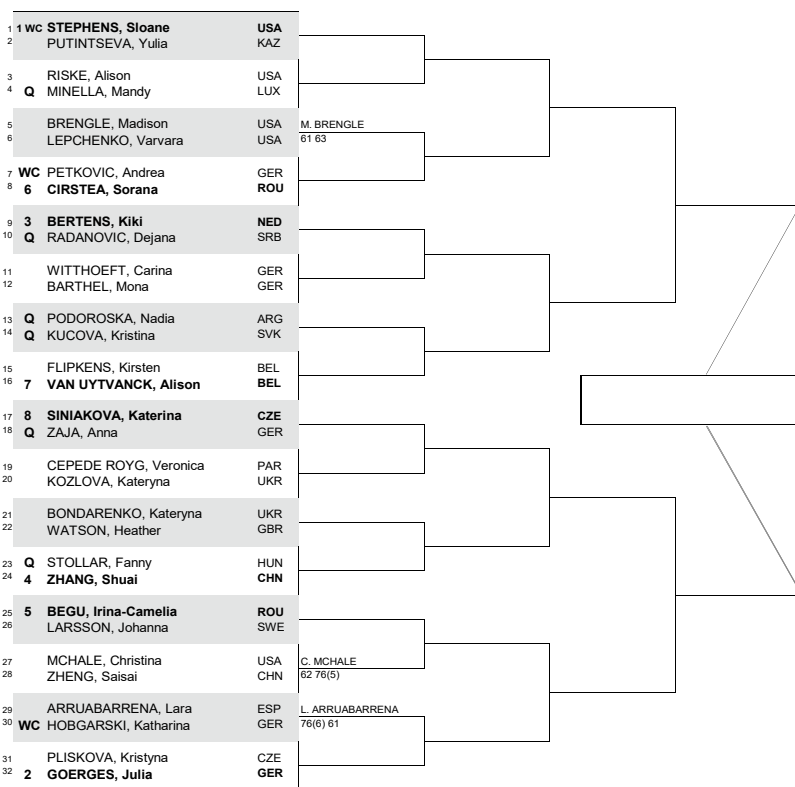 1 1 WC STEPHENS, Sloane USA
2 PUTINTSEVA, Yulia KAZ
3 RISKE, Alison USA
4 Q MINELLA, Mandy LUX
5 BRENGLE, Madison USA M. BRENGLE
6 LEPCHENKO, Varvara USA 61 63
7 WC PETKOVIC, Andrea GER
8 6 CIRSTEA, Sorana ROU
9 3 BERTENS, Kiki NED
10 Q RADANOVIC, Dejana SRB
11 WITTHOEFT, Carina GER
12 BARTHEL, Mona GER
13 Q PODOROSKA, Nadia ARG
14 Q KUCOVA, Kristina SVK
15 FLIPKENS, Kirsten BEL
16 7 VAN UYTVANCK, Alison BEL
17 8 SINIAKOVA, Katerina CZE
18 Q ZAJA, Anna GER
19 CEPEDE ROYG, Veronica PAR
20 KOZLOVA, Kateryna UKR
21 BONDARENKO, Kateryna UKR
22 WATSON, Heather GBR
23 Q STOLLAR, Fanny HUN
24 4 ZHANG, Shuai CHN
25 5 BEGU, Irina-Camelia ROU
26 LARSSON, Johanna SWE
27 MCHALE, Christina USA C. MCHALE
28 ZHENG, Saisai CHN 62 76(5)
29 ARRUABARRENA, Lara ESP L. ARRUABARRENA
30 WC HOBGARSKI, Katharina GER 76(6) 61
31 PLISKOVA, Kristyna CZE
32 2 GOERGES, Julia GER